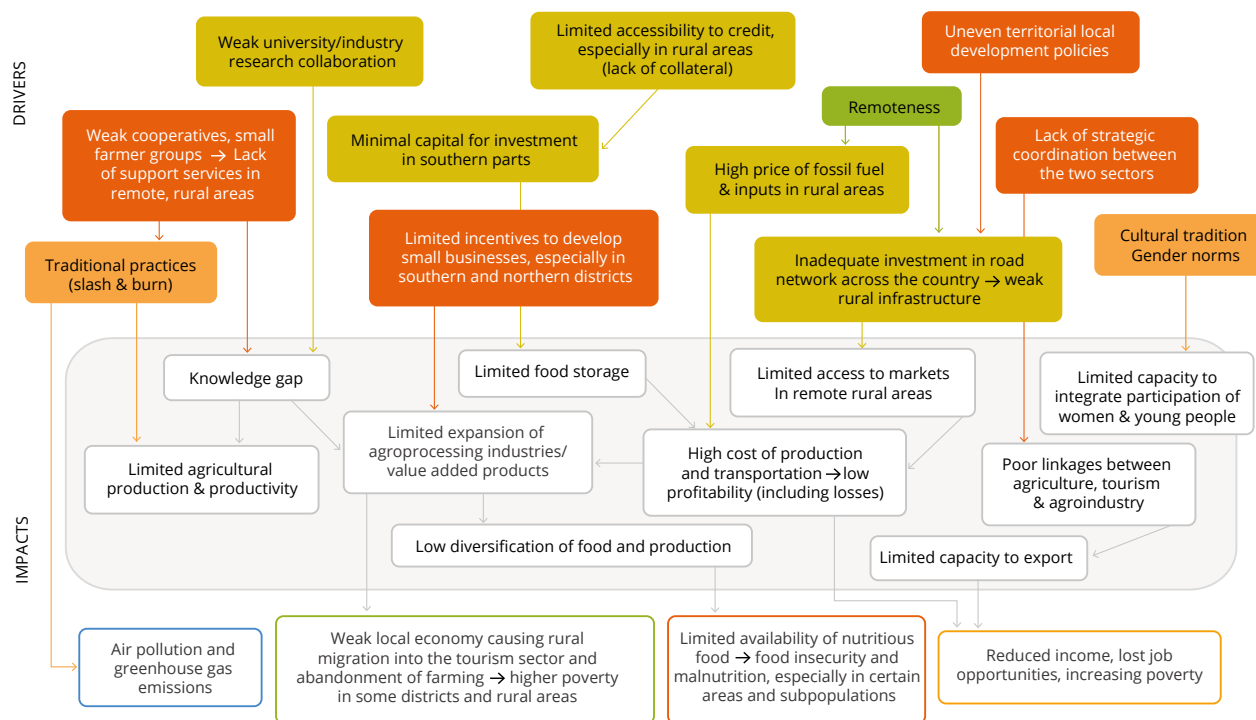 DRIVERS
Weak university/industry
research collaboration
Limited accessibility to credit,
especially in rural areas
(lack of collateral)
Uneven territorial local
development policies
Remoteness
Weak cooperatives, small
farmer groups → Lack
of support services in
remote, rural areas
Minimal capital for investment
in southern parts
High price of fossil fuel
& inputs in rural areas
Lack of strategic
coordination between
the two sectors
Traditional practices
(slash & burn)
Limited incentives to develop
small businesses, especially in
southern and northern districts
Inadequate investment in road
network across the country → weak
rural infrastructure
Cultural tradition
Gender norms
Knowledge gap
Limited food storage
Limited access to markets
In remote rural areas
Limited capacity to
integrate participation of
women & young people
Limited agricultural
production & productivity
Limited expansion of
agroprocessing industries/
value added products
High cost of production
and transportation → low
profitability (including losses)
Poor linkages between
agriculture, tourism
& agroindustry
Low diversification of food and production
Limited capacity to export
IMPACTS
Air pollution and
greenhouse gas
emissions
Weak local economy causing rural
migration into the tourism sector and
abandonment of farming → higher poverty
in some districts and rural areas
Limited availability of nutritious
food → food insecurity and
malnutrition, especially in certain
areas and subpopulations
Reduced income, lost job
opportunities, increasing poverty